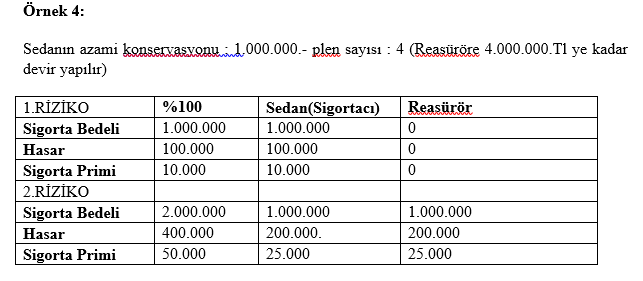 Örnek 4:
Sedanın azami konservasyonu : 1.000.000.- plen sayısı : 4 (Reasüröre 4.000.000.Tl ye kadar
devir yapılır)
1.RİZİKO %100 Sedan(Sigortacı) Reasürör
Sigorta Bedeli 1.000.000 1.000.000 0
Hasar 100.000 100.000 0
Sigorta Primi 10.000 10.000 0
2.RİZİKO
Sigorta Bedeli 2.000.000 1.000.000 1.000.000
Hasar 400.000 200.000. 200.000
Sigorta Primi 50.000 25.000 25.000